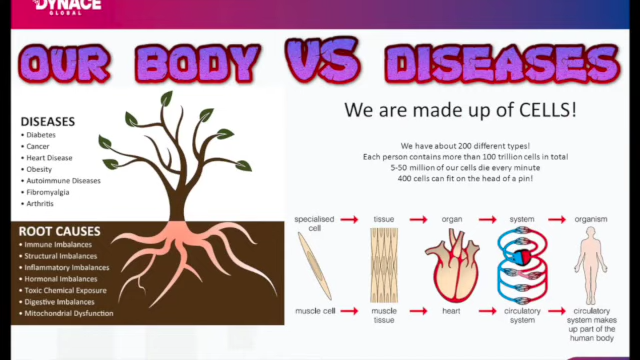 DYNACE
GLOBAL
OUR BODY VS DISEASES
DISEASES
• Diabetes
• Cancer
• Heart Disease
• Obesity
• Autoimmune Diseases
• Fibromyalgia
• Arthritis
ROOT CAUSES
• Immune Imbalances
• Structural Imbalances
• Inflamatory Imbalances
• Hormonal Imbalances
• Toxic Chemical Exposure
• Digestive Imbalances
• Mitochondrial Dysfunction
We are made up of CELLS!
We have about 200 different types!
Each person contains more than 100 trillion cells in total
5-50 million of our cells die every minute
400 cells can fit on the head of a pin!
specialised cell
tissue
organ
system
organism
muscle cell
muscle tissue
heart
circulatory system
circulatory system makes up part of the human body